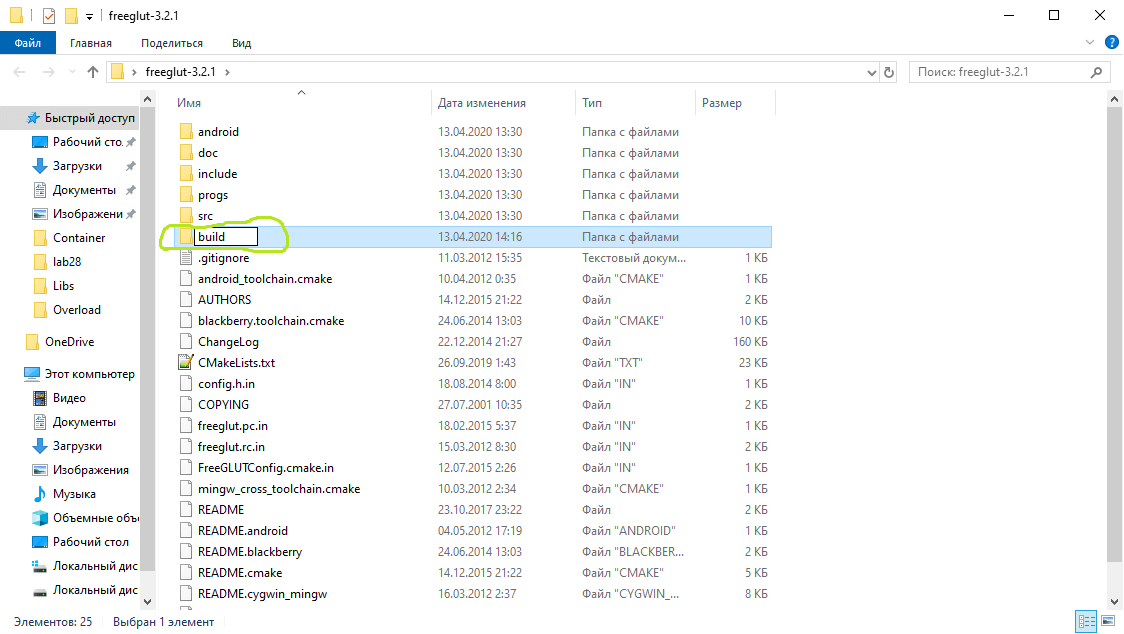 freeglut-3.2.1
Файл Главная Поделиться Вид
freeglut-3.2.1 Поиск: freeglut-3.2.1
Имя Дата изменения Тип Размер
Быстрый доступ
Рабочий сто.
Загрузки
Документы
Изображени
Container
lab28
Libs
Overload
OneDrive
Этот компьютер
Видео
Документы
Загрузки
Изображения
Музыка
Объемные объ
Рабочий стол
Локальный дис
Локальный дис
android 13.04.2020 13:30 Папка с файлами
doc 13.04.2020 13:30 Папка с файлами
include 13.04.2020 13:30 Папка с файлами
progs 13.04.2020 13:30 Папка с файлами
src 13.04.2020 13:30 Папка с файлами
build 13.04.2020 14:16 Папка с файлами
.gitignore 11.03.2012 15:35 Текстовый докум... 1 КБ
android_toolchain.cmake 10.04.2012 0:35 Файл "CMAKE" 1 КБ
AUTHORS 14.12.2015 21:22 Файл 2 КБ
blackberry.toolchain.cmake 24.06.2014 13:03 Файл "CMAKE" 10 КБ
ChangeLog 22.12.2014 21:27 Файл 160 КБ
CMakeLists.txt 26.09.2019 1:43 Файл "TXT" 23 КБ
config.h.in 18.08.2014 8:00 Файл "IN" 1 КБ
COPYING 27.07.2001 10:35 Файл 2 КБ
freeglut.pc.in 18.02.2015 5:37 Файл "IN" 1 КБ
freeglut.rc.in 15.03.2012 8:30 Файл "IN" 2 КБ
FreeGLUTConfig.cmake.in 12.07.2015 2:26 Файл "IN" 1 КБ
mingw_cross_toolchain.cmake 10.03.2012 2:34 Файл "CMAKE" 1 КБ
README 23.10.2017 23:22 Файл 2 КБ
README.android 04.05.2012 17:19 Файл "ANDROID" 1 КБ
README.blackberry 24.06.2014 13:03 Файл "BLACKBER... 2 КБ
README.cmake 14.12.2015 21:22 Файл "CMAKE" 5 КБ
README.cygwin_mingw 16.03.2012 2:37 Файл "CYGWIN_... 8 КБ
Элементов: 25 Выбран 1 элемент